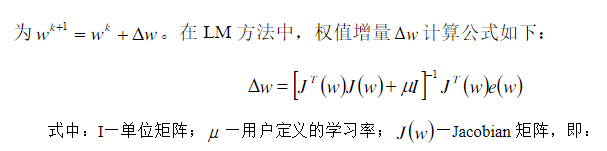 为 w^{k+1} = w^k + Δw。在 LM 方法中，权值增量 Δw 计算公式如下：
Δw = [J^T(w)J(w) + μI]^{-1} J^T(w)e(w)
式中：I—单位矩阵；μ —用户定义的学习率；J(w)—Jacobian 矩阵，即：